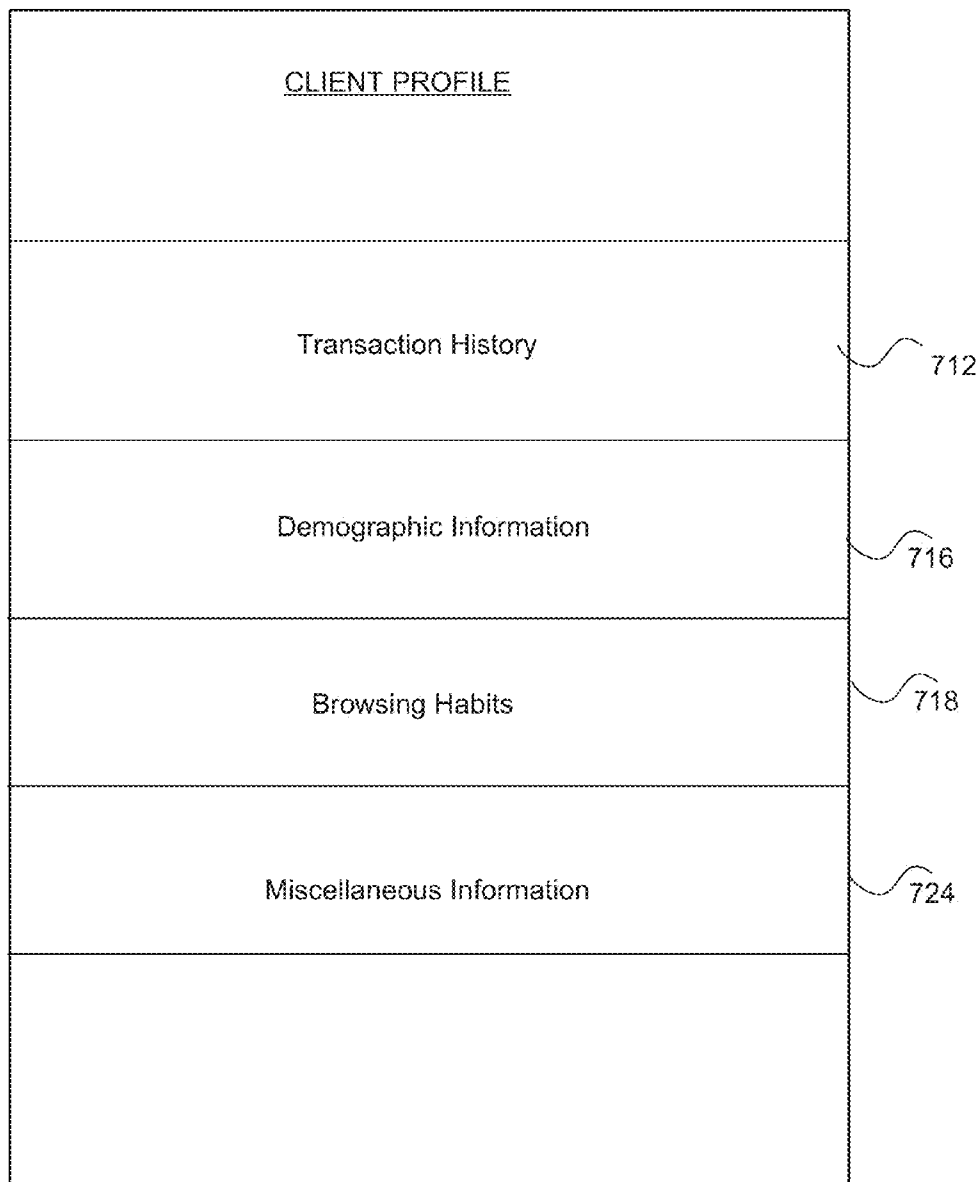 CLIENT PROFILE
Transaction History
712
Demographic Information
716
Browsing Habits
718
Miscellaneous Information
724